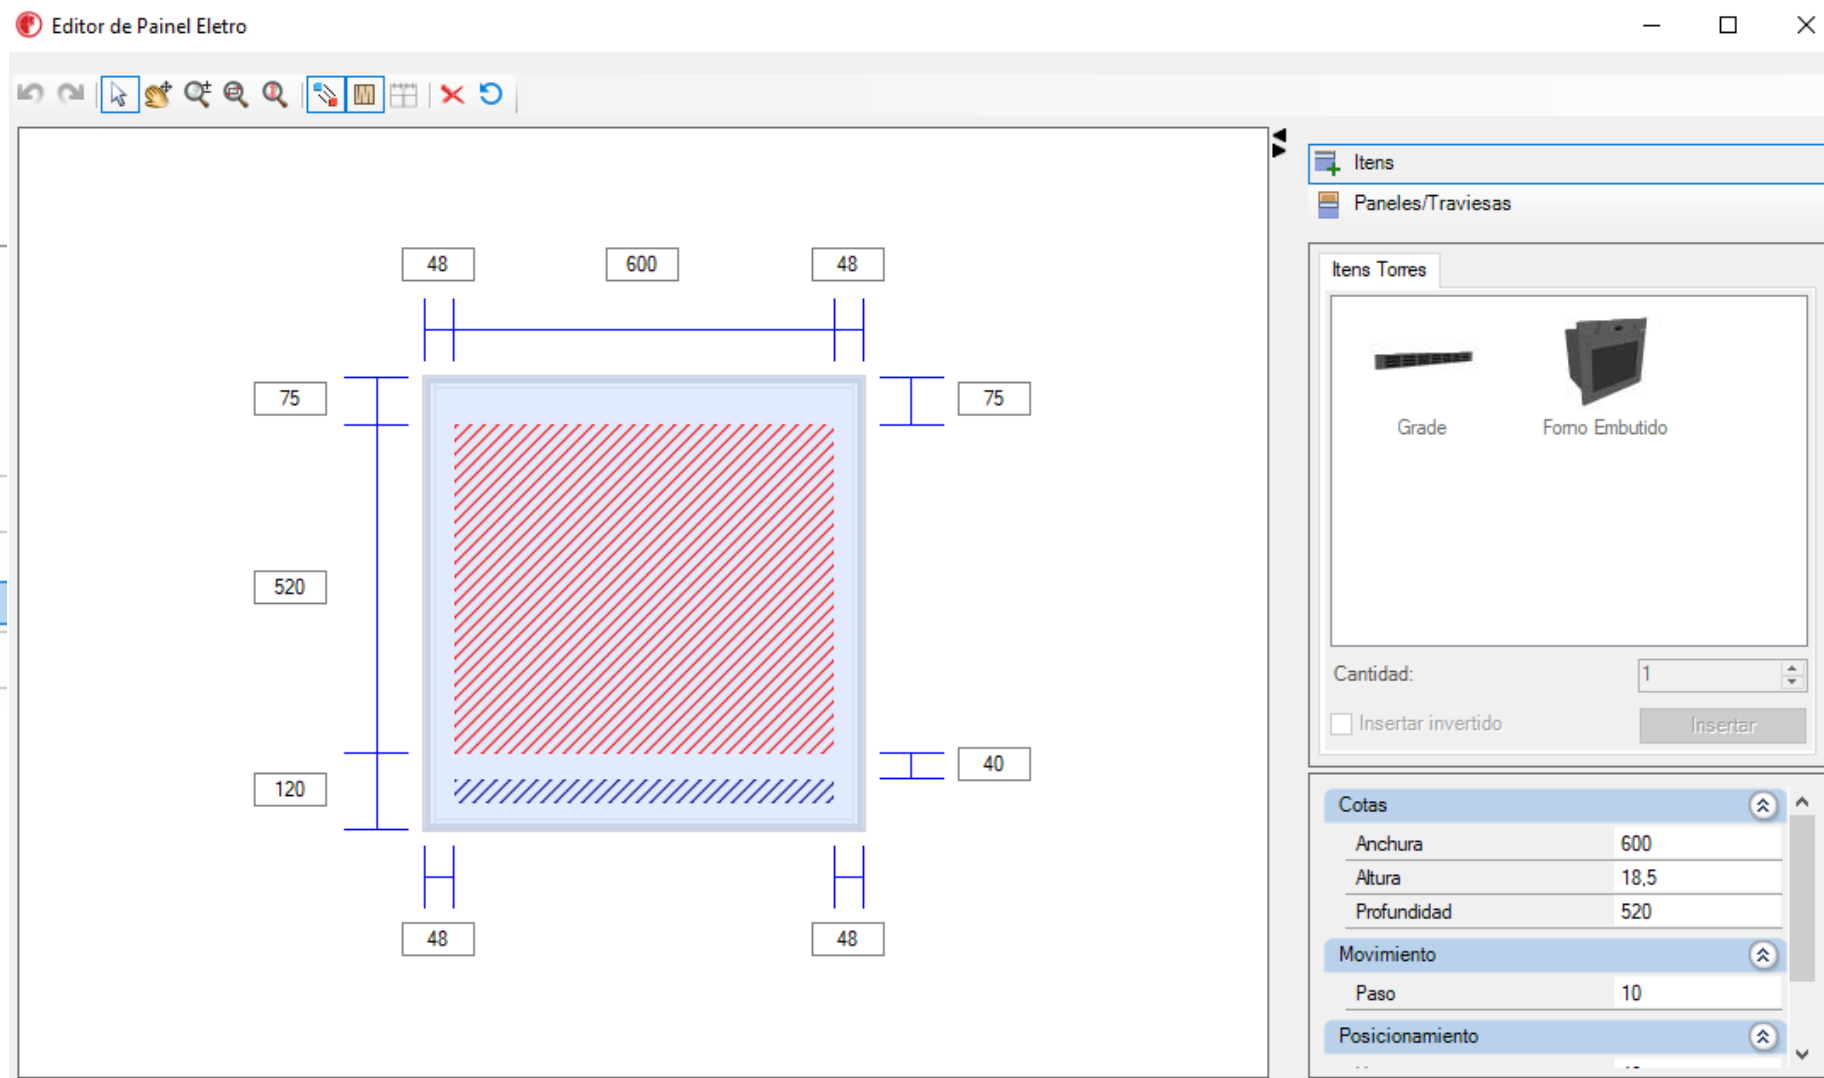 Editor de Painel Eletro
Itens
Paneles/Traviesas
48 600 48
Itens Torres
75 75
Grade Forno Embutido
520
Cantidad: 1
Insertar invertido Insertar
120 40
Cotas
Anchura 600
Altura 18,5
Profundidad 520
48 48
Movimiento
Paso 10
Posicionamiento